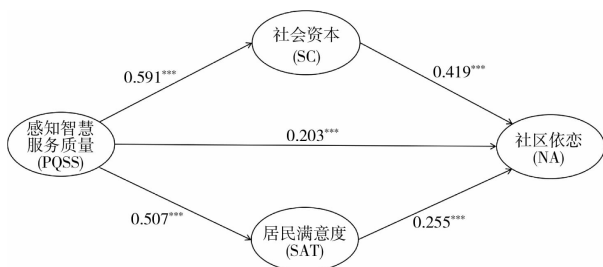 社会资本
(SC)
0.591***
0.419***
感知智慧
服务质量
(PQSS)
0.203***
社区依恋
(NA)
0.507***
0.255***
居民满意度
(SAT)